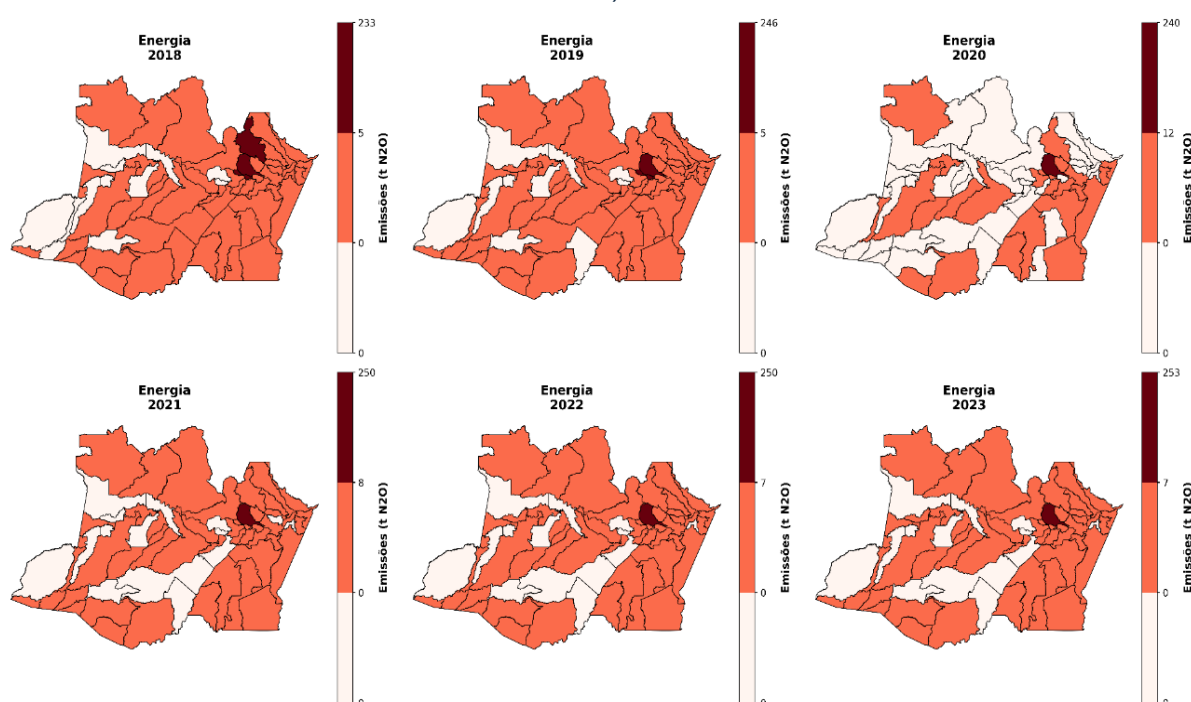 Energia
2018
233
5
0
0
Emissões (t N2O)
Energia
2019
246
5
0
0
Emissões (t N2O)
Energia
2020
240
12
0
0
Emissões (t N2O)
Energia
2021
250
8
0
Emissões (t N2O)
Energia
2022
250
7
0
Emissões (t N2O)
Energia
2023
253
7
0
Emissões (t N2O)